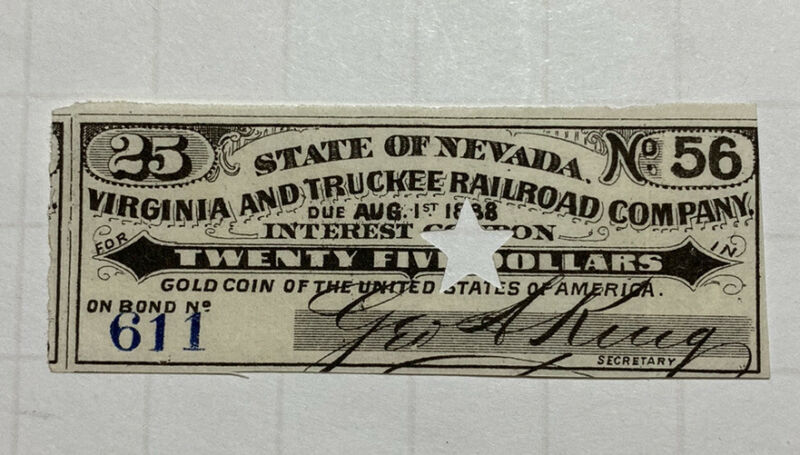 25 STATE OF NEVADA. Nº 56
VIRGINIA AND TRUCKEE RAILROAD COMPANY.
DUE AUG. 1ST 1888
INTEREST COUPON
FOR TWENTY FIVE DOLLARS IN
GOLD COIN OF THE UNITED STATES OF AMERICA.
ON BOND Nº
611
Geo A King
SECRETARY